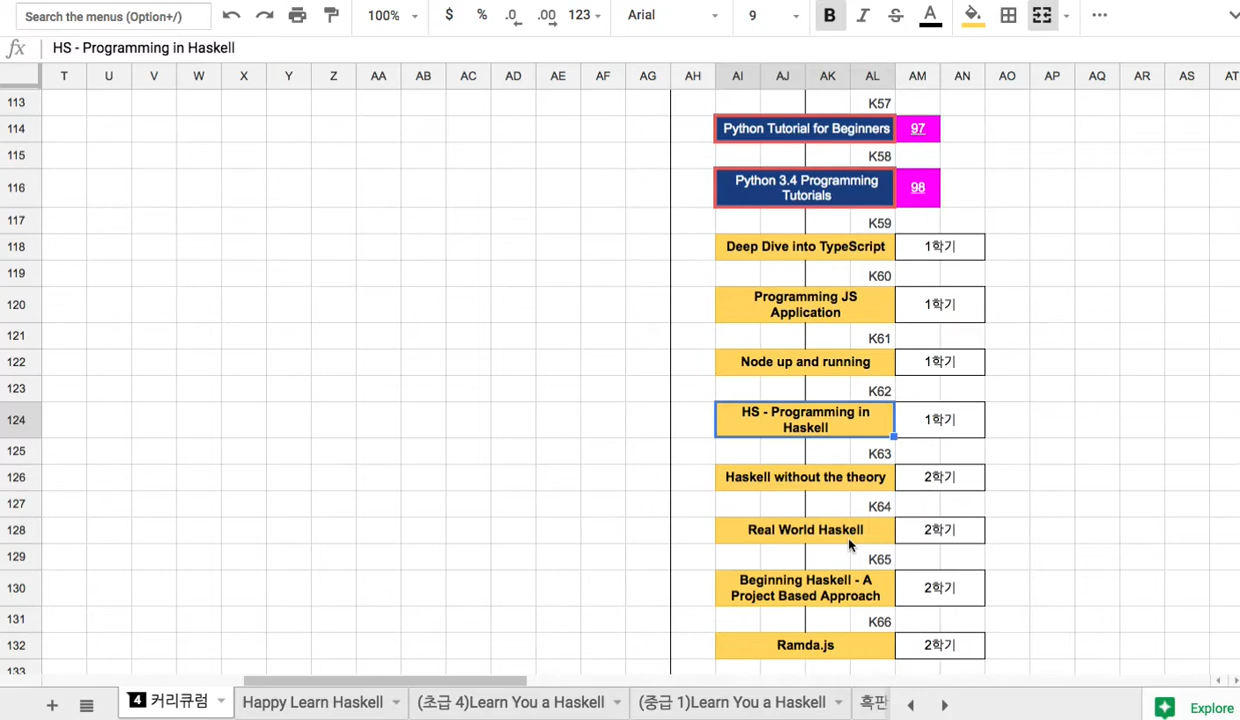 Search the menus (Option+/)
100%
$
%
.0
.00
123
Arial
9
B
I
S
A
fx
HS - Programming in Haskell
T U V W X Y Z AA AB AC AD AE AF AG AH AI AJ AK AL AM AN AO AP AQ AR AS AT
113 K57
114 Python Tutorial for Beginners 97
115 K58
116 Python 3.4 Programming
Tutorials 98
117 K59
118 Deep Dive into TypeScript 1학기
119 K60
120 Programming JS
Application 1학기
121 K61
122 Node up and running 1학기
123 K62
124 HS - Programming in
Haskell 1학기
125 K63
126 Haskell without the theory 2학기
127 K64
128 Real World Haskell 2학기
129 K65
130 Beginning Haskell - A
Project Based Approach 2학기
131 K66
132 Ramda.js 2학기
133
4 커리큐럼
Happy Learn Haskell
(초급 4)Learn You a Haskell
(중급 1)Learn You a Haskell
흑판
Explore